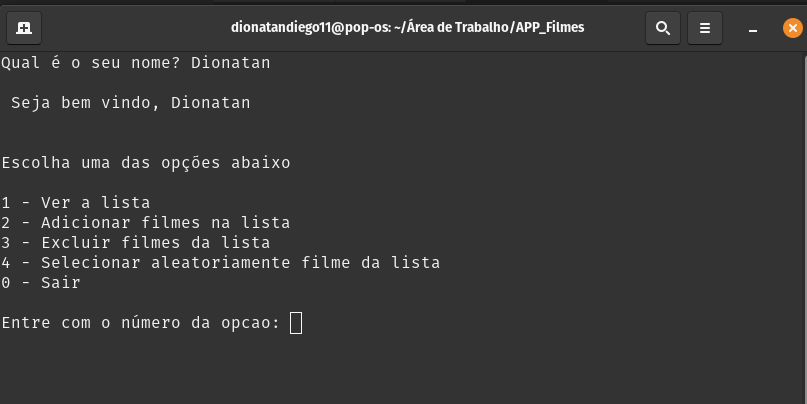 dionatandiego11@pop-os: ~/Área de Trabalho/APP_Filmes
Qual é o seu nome? Dionatan
Seja bem vindo, Dionatan
Escolha uma das opções abaixo
1 - Ver a lista
2 - Adicionar filmes na lista
3 - Excluir filmes da lista
4 - Selecionar aleatoriamente filme da lista
0 - Sair
Entre com o número da opcao: